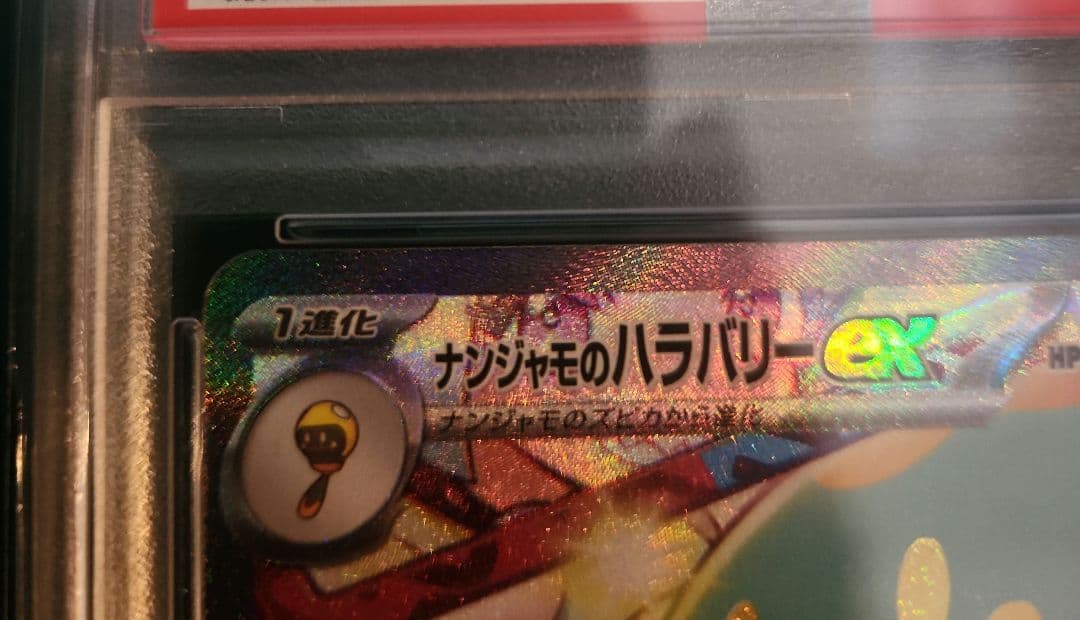 1進化
ナンジャモのハラバリーex
HP
ナンジャモのズピカから進化